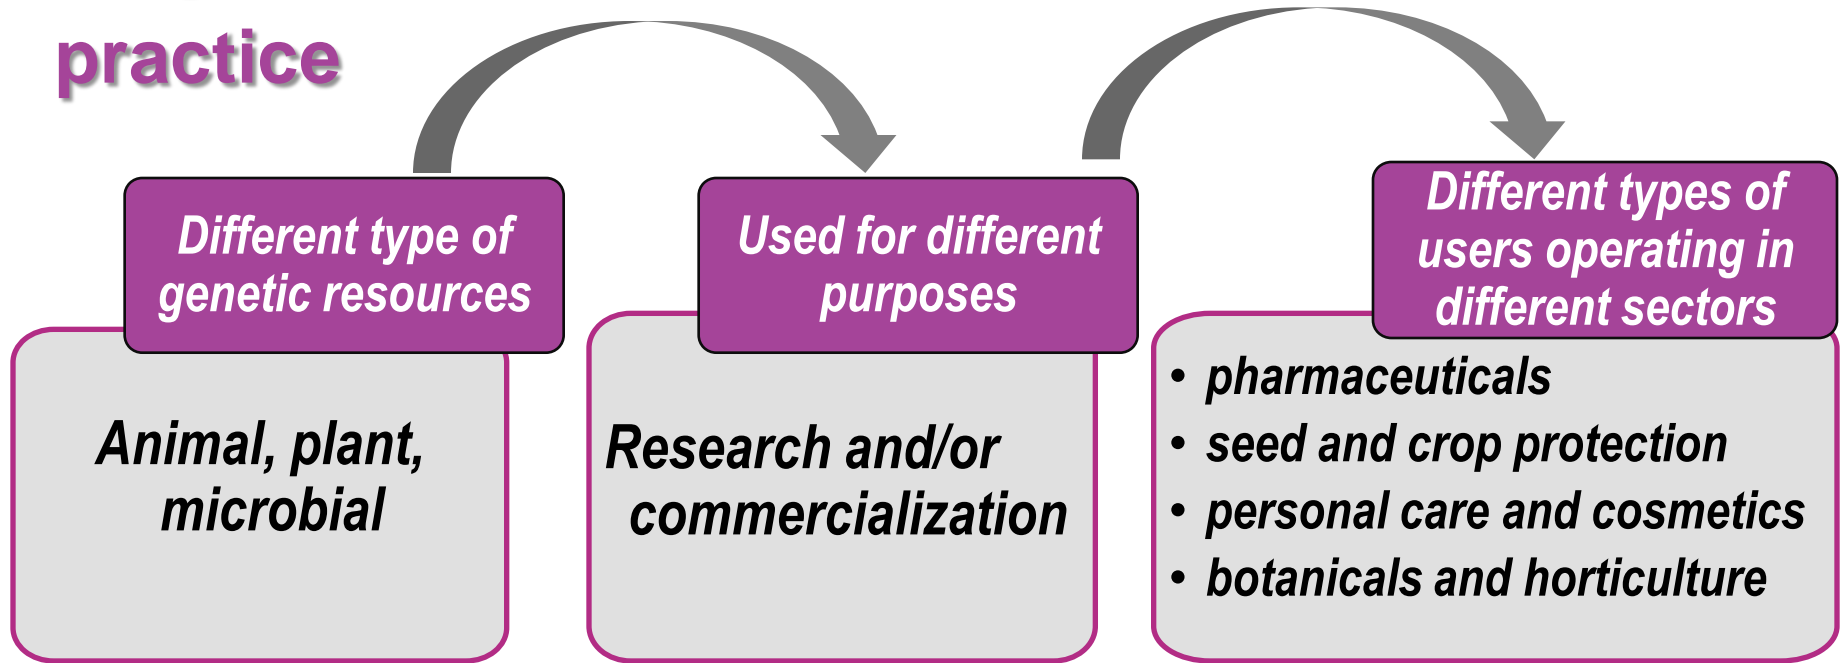 practice
Different type of
genetic resources
Animal, plant,
microbial
Used for different
purposes
Research and/or
commercialization
Different types of
users operating in
different sectors
• pharmaceuticals
• seed and crop protection
• personal care and cosmetics
• botanicals and horticulture